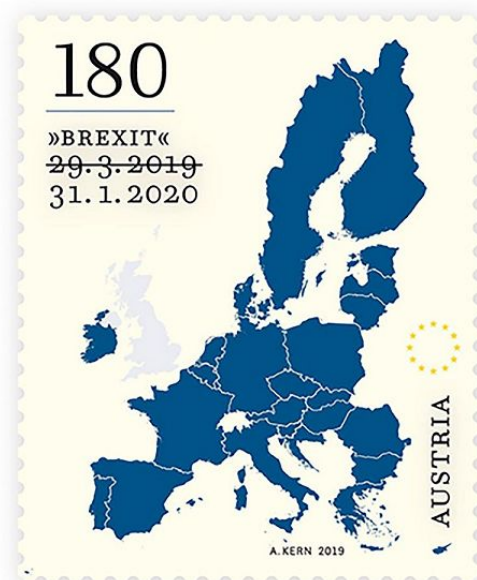 180
»BREXIT«
29.3.2019
31.1.2020
AUSTRIA
A.KERN 2019